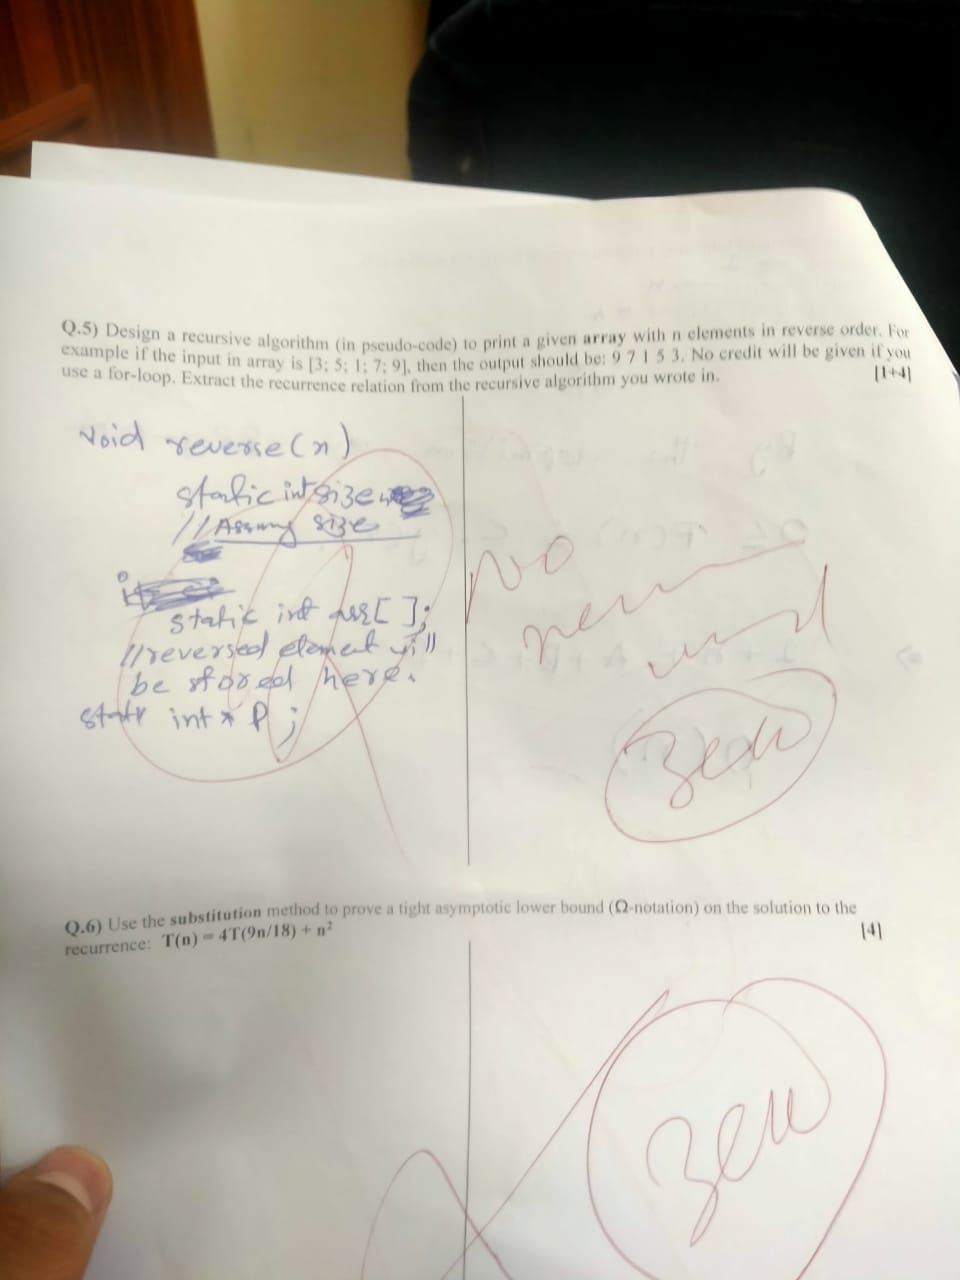 Q.5) Design a recursive algorithm (in pseudo-code) to print a given array with n elements in reverse order. For
example if the input in array is [3; 5; 1; 7; 9], then the output should be: 9 7 1 5 3. No credit will be given if you
use a for-loop. Extract the recurrence relation from the recursive algorithm you wrote in.
[1+4]
void reverse(n)
static int size
// Assuming size
static int arr[ ];
// reversed element will
be stored here.
static int * P ;
No
Zero
Q.6) Use the substitution method to prove a tight asymptotic lower bound (Ω-notation) on the solution to the
recurrence: T(n) = 4T(9n/18) + n²
[4]
Zero